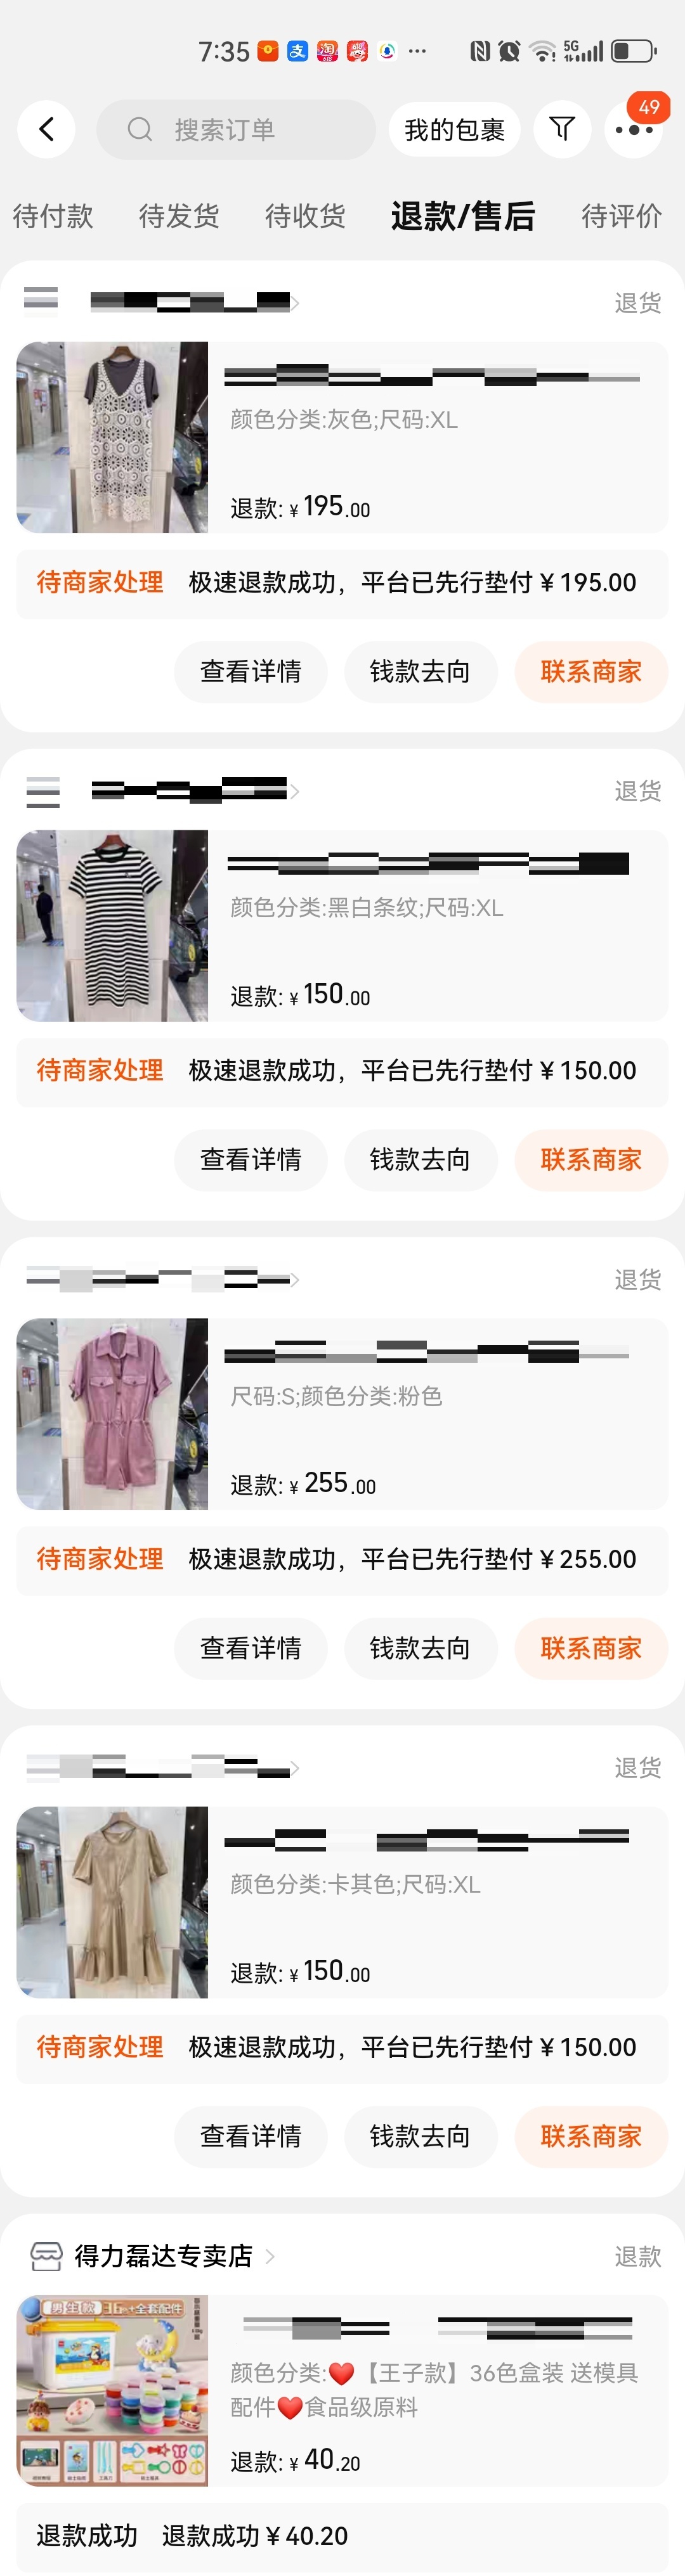 7:35
5G
搜索订单
我的包裹
49
待付款
待发货
待收货
退款/售后
待评价
退货
颜色分类:灰色;尺码:XL
退款: ¥195.00
待商家处理 极速退款成功，平台已先行垫付￥195.00
查看详情
钱款去向
联系商家
退货
颜色分类:黑白条纹;尺码:XL
退款: ¥150.00
待商家处理 极速退款成功，平台已先行垫付￥150.00
查看详情
钱款去向
联系商家
退货
尺码:S;颜色分类:粉色
退款: ¥255.00
待商家处理 极速退款成功，平台已先行垫付￥255.00
查看详情
钱款去向
联系商家
退货
颜色分类:卡其色;尺码:XL
退款: ¥150.00
待商家处理 极速退款成功，平台已先行垫付￥150.00
查看详情
钱款去向
联系商家
得力磊达专卖店
退款
男生款 36 +全套配件
颜色分类:❤️【王子款】36色盒装 送模具
配件❤️食品级原料
退款: ¥40.20
退款成功 退款成功￥40.20